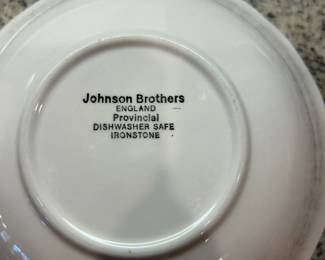 Johnson Brothers
ENGLAND
Provincial
DISHWASHER SAFE
IRONSTONE